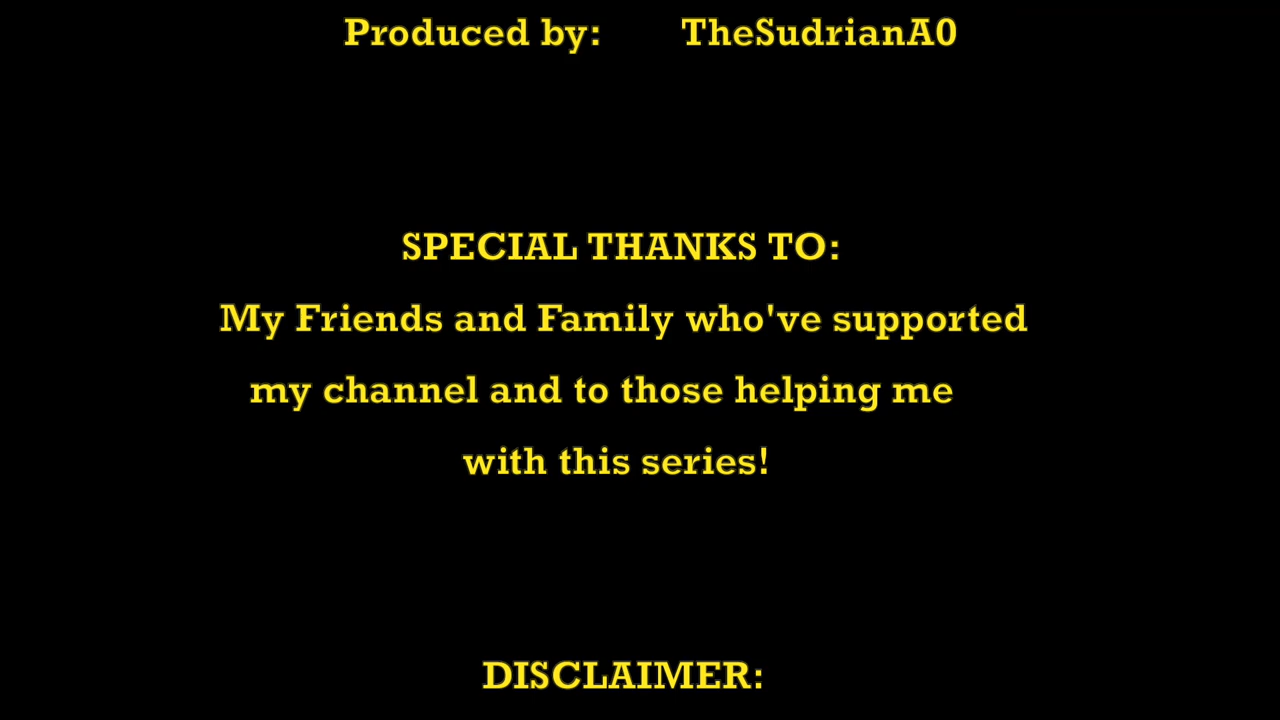 Produced by: TheSudrianA0
SPECIAL THANKS TO:
My Friends and Family who've supported
my channel and to those helping me
with this series!
DISCLAIMER: